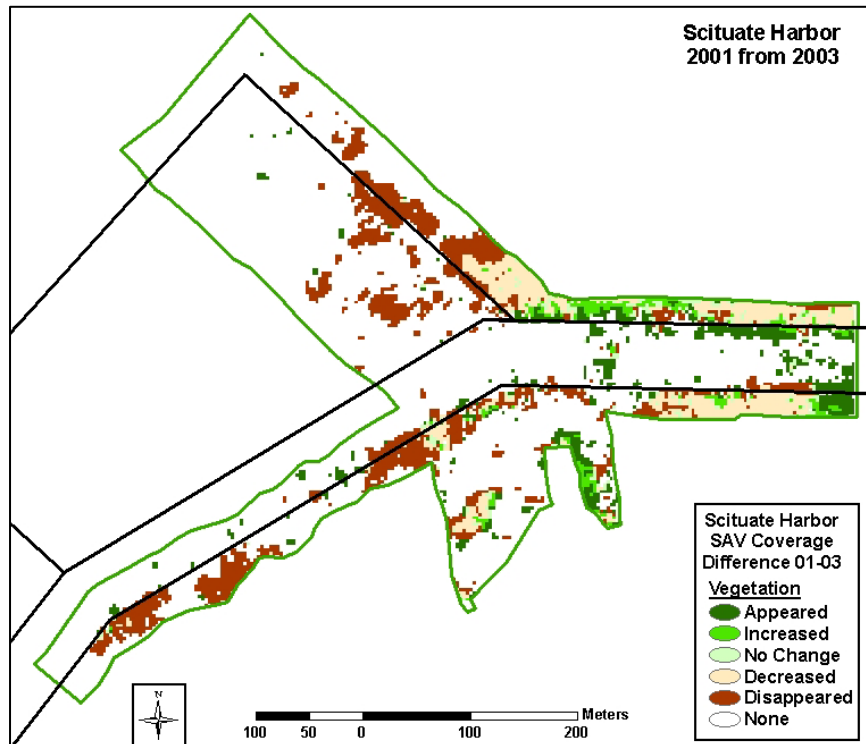 Scituate Harbor
2001 from 2003
Scituate Harbor
SAV Coverage
Difference 01-03
Vegetation
Appeared
Increased
No Change
Decreased
Disappeared
None
N
Meters
100 50 0 100 200